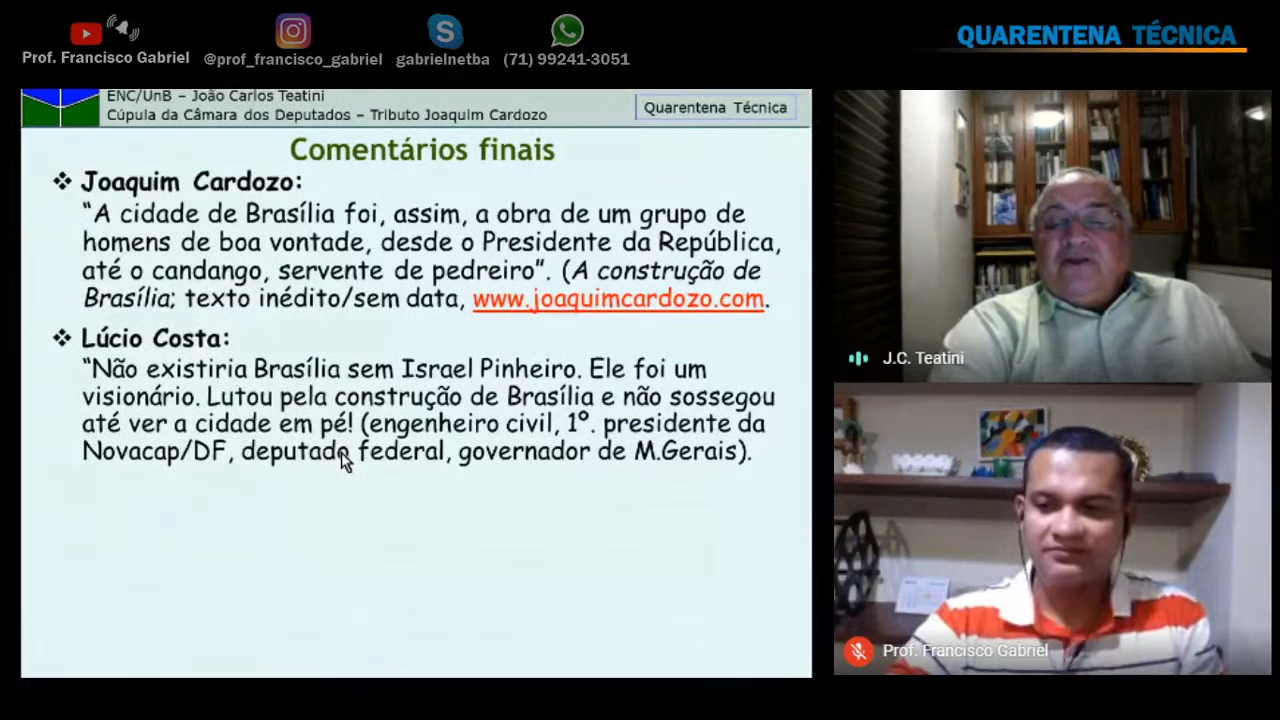 Prof. Francisco Gabriel
@prof_francisco_gabriel
gabrielnetba
(71) 99241-3051
QUARENTENA TÉCNICA
ENC/UnB – João Carlos Teatini
Cúpula da Câmara dos Deputados – Tributo Joaquim Cardozo
Quarentena Técnica
Comentários finais
❖ Joaquim Cardozo:
“A cidade de Brasília foi, assim, a obra de um grupo de
homens de boa vontade, desde o Presidente da República,
até o candango, servente de pedreiro”. (A construção de
Brasília; texto inédito/sem data, www.joaquimcardozo.com.
❖ Lúcio Costa:
“Não existiria Brasília sem Israel Pinheiro. Ele foi um
visionário. Lutou pela construção de Brasília e não sossegou
até ver a cidade em pé! (engenheiro civil, 1º. presidente da
Novacap/DF, deputado federal, governador de M.Gerais).
J.C. Teatini
Prof. Francisco Gabriel